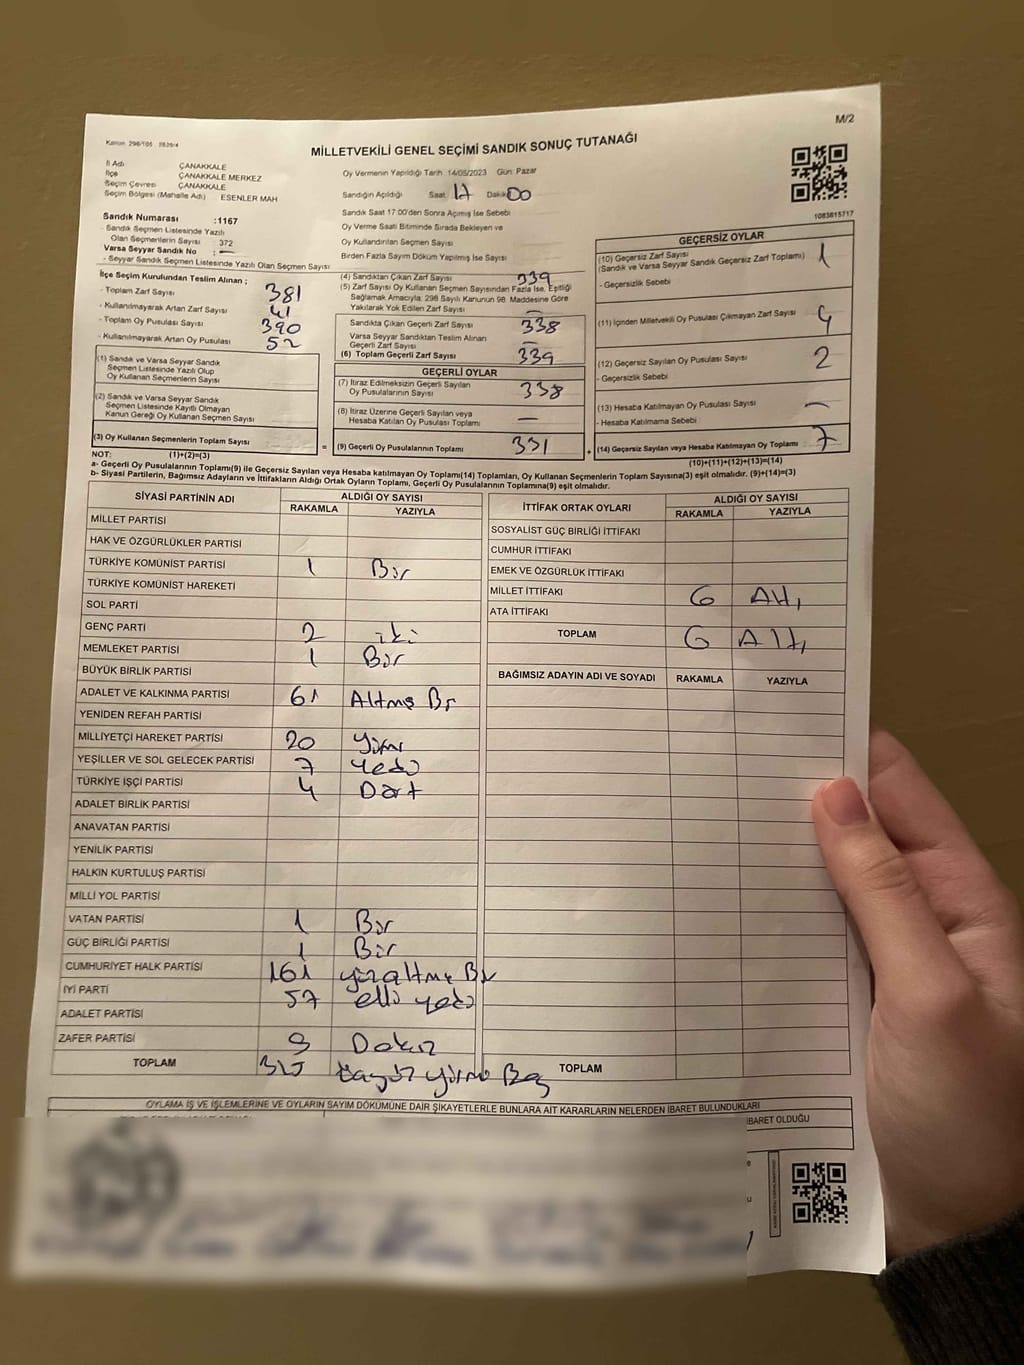 M/2
Kanun 298/105
MİLLETVEKİLİ GENEL SEÇİMİ SANDIK SONUÇ TUTANAĞI
İl Adı ÇANAKKALE
İlçe ÇANAKKALE MERKEZ
Seçim Çevresi ÇANAKKALE
Seçim Bölgesi (Mahalle Adı) ESENLER MAH
Sandık Numarası :1167
- Sandık Seçmen Listesinde Yazılı
Olan Seçmenlerin Sayısı : 372
Varsa Seyyar Sandık No : —
- Seyyar Sandık Seçmen Listesinde Yazılı Olan Seçmen Sayısı
Oy Vermenin Yapıldığı Tarih 14/05/2023 Gün: Pazar
Sandığın Açıldığı Saat: 17 Dakika 00
Sandık Saat 17:00'den Sonra Açılmış İse Sebebi
Oy Verme Saati Bitiminde Sırada Bekleyen ve
Oy Kullandırılan Seçmen Sayısı
Birden Fazla Sayım Döküm Yapılmış İse Sayısı
1083815717
İlçe Seçim Kurulundan Teslim Alınan ;
- Toplam Zarf Sayısı 381
- Kullanılmayarak Artan Zarf Sayısı 41
- Toplam Oy Pusulası Sayısı 390
- Kullanılmayarak Artan Oy Pusulası 52
(1) Sandık ve Varsa Seyyar Sandık
Seçmen Listesinde Yazılı Olup
Oy Kullanan Seçmenlerin Sayısı
(2) Sandık ve Varsa Seyyar Sandık
Seçmen Listesinde Kayıtlı Olmayan
Kanun Gereği Oy Kullanan Seçmen Sayısı
(3) Oy Kullanan Seçmenlerin Toplam Sayısı
(4) Sandıktan Çıkan Zarf Sayısı 339
(5) Zarf Sayısı Oy Kullanan Seçmen Sayısından Fazla İse, Eşitliği
Sağlamak Amacıyla, 298 Sayılı Kanunun 98. Maddesine Göre
Yakılarak Yok Edilen Zarf Sayısı —
Sandıkta Çıkan Geçerli Zarf Sayısı 338
Varsa Seyyar Sandıktan Teslim Alınan
Geçerli Zarf Sayısı —
(6) Toplam Geçerli Zarf Sayısı 339
GEÇERLİ OYLAR
(7) İtiraz Edilmeksizin Geçerli Sayılan
Oy Pusulalarının Sayısı 338
(8) İtiraz Üzerine Geçerli Sayılan veya
Hesaba Katılan Oy Pusulaları Toplamı —
= (9) Geçerli Oy Pusulalarının Toplamı 331 +
GEÇERSİZ OYLAR
(10) Geçersiz Zarf Sayısı 1
(Sandık ve Varsa Seyyar Sandık Geçersiz Zarf Toplamı)
- Geçersizlik Sebebi
(11) İçinden Milletvekili Oy Pusulası Çıkmayan Zarf Sayısı 4
(12) Geçersiz Sayılan Oy Pusulası Sayısı 2
- Geçersizlik Sebebi
(13) Hesaba Katılmayan Oy Pusulası Sayısı —
- Hesaba Katılmama Sebebi
(14) Geçersiz Sayılan veya Hesaba Katılmayan Oy Toplamı 7
NOT: (1)+(2)=(3) (10)+(11)+(12)+(13)=(14)
a- Geçerli Oy Pusulalarının Toplamı(9) ile Geçersiz Sayılan veya Hesaba katılmayan Oy Toplam(14) Toplamları, Oy Kullanan Seçmenlerin Toplam Sayısına(3) eşit olmalıdır. (9)+(14)=(3)
b- Siyasi Partilerin, Bağımsız Adayların ve İttifakların Aldığı Ortak Oyların Toplamı, Geçerli Oy Pusulalarının Toplamına(9) eşit olmalıdır.
SİYASİ PARTİNİN ADI ALDIĞI OY SAYISI
RAKAMLA YAZIYLA
MİLLET PARTİSİ
HAK VE ÖZGÜRLÜKLER PARTİSİ
TÜRKİYE KOMÜNİST PARTİSİ 1 Bir
TÜRKİYE KOMÜNİST HAREKETİ
SOL PARTİ
GENÇ PARTİ 2 iki
MEMLEKET PARTİSİ 1 Bir
BÜYÜK BİRLİK PARTİSİ
ADALET VE KALKINMA PARTİSİ 61 Altmış Bir
YENİDEN REFAH PARTİSİ
MİLLİYETÇİ HAREKET PARTİSİ 20 Yirmi
YEŞİLLER VE SOL GELECEK PARTİSİ 7 Yedi
TÜRKİYE İŞÇİ PARTİSİ 4 Dört
ADALET BİRLİK PARTİSİ
ANAVATAN PARTİSİ
YENİLİK PARTİSİ
HALKIN KURTULUŞ PARTİSİ
MİLLİ YOL PARTİSİ
VATAN PARTİSİ 1 Bir
GÜÇ BİRLİĞİ PARTİSİ 1 Bir
CUMHURİYET HALK PARTİSİ 161 yüzaltmış Bir
İYİ PARTİ 57 elli yedi
ADALET PARTİSİ
ZAFER PARTİSİ 9 Dokuz
TOPLAM 325 üçyüz yirmi Beş
İTTİFAK ORTAK OYLARI ALDIĞI OY SAYISI
RAKAMLA YAZIYLA
SOSYALİST GÜÇ BİRLİĞİ İTTİFAKI
CUMHUR İTTİFAKI
EMEK VE ÖZGÜRLÜK İTTİFAKI
MİLLET İTTİFAKI 6 Altı
ATA İTTİFAKI
TOPLAM 6 Altı
BAĞIMSIZ ADAYIN ADI VE SOYADI RAKAMLA YAZIYLA
TOPLAM
OYLAMA İŞ VE İŞLEMLERİNE VE OYLARIN SAYIM DÖKÜMÜNE DAİR ŞİKAYETLERLE BUNLARA AİT KARARLARIN NELERDEN İBARET BULUNDUKLARI
İBARET OLDUĞU